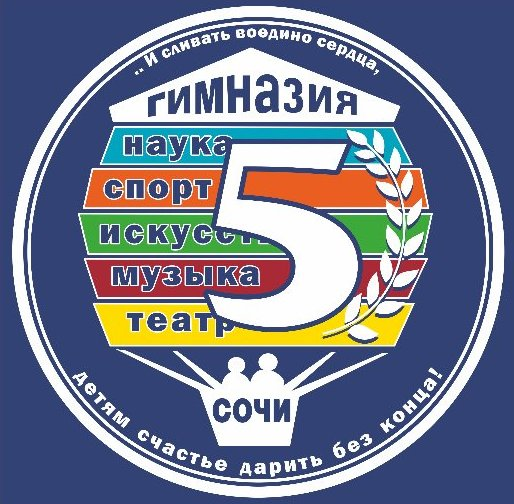 .. И сливать воедино сердца,
гимназия
наука
спорт
искусст
музыка
театр
5
сочи
детям счастье дарить без конца!